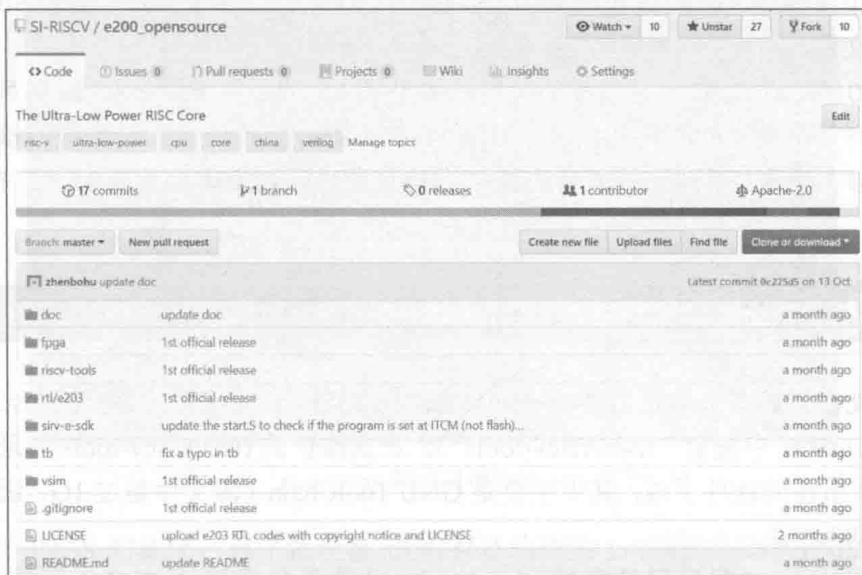 SI-RISCV / e200_opensource Watch 10 Unstar 27 Fork 10
Code Issues 0 Pull requests 0 Projects 0 Wiki Insights Settings
The Ultra-Low Power RISC Core Edit
risc-v ultra-low-power cpu core china verilog Manage topics
17 commits 1 branch 0 releases 1 contributor Apache-2.0
Branch: master New pull request Create new file Upload files Find file Clone or download
zhenbohu update doc Latest commit 0c225d5 on 13 Oct
doc update doc a month ago
fpga 1st official release a month ago
riscv-tools 1st official release a month ago
rtl/e203 1st official release a month ago
sirv-e-sdk update the start.S to check if the program is set at ITCM (not flash)... a month ago
tb fix a typo in tb a month ago
vsim 1st official release a month ago
.gitignore 1st official release a month ago
LICENSE upload e203 RTL codes with copyright notice and LICENSE 2 months ago
README.md update README a month ago